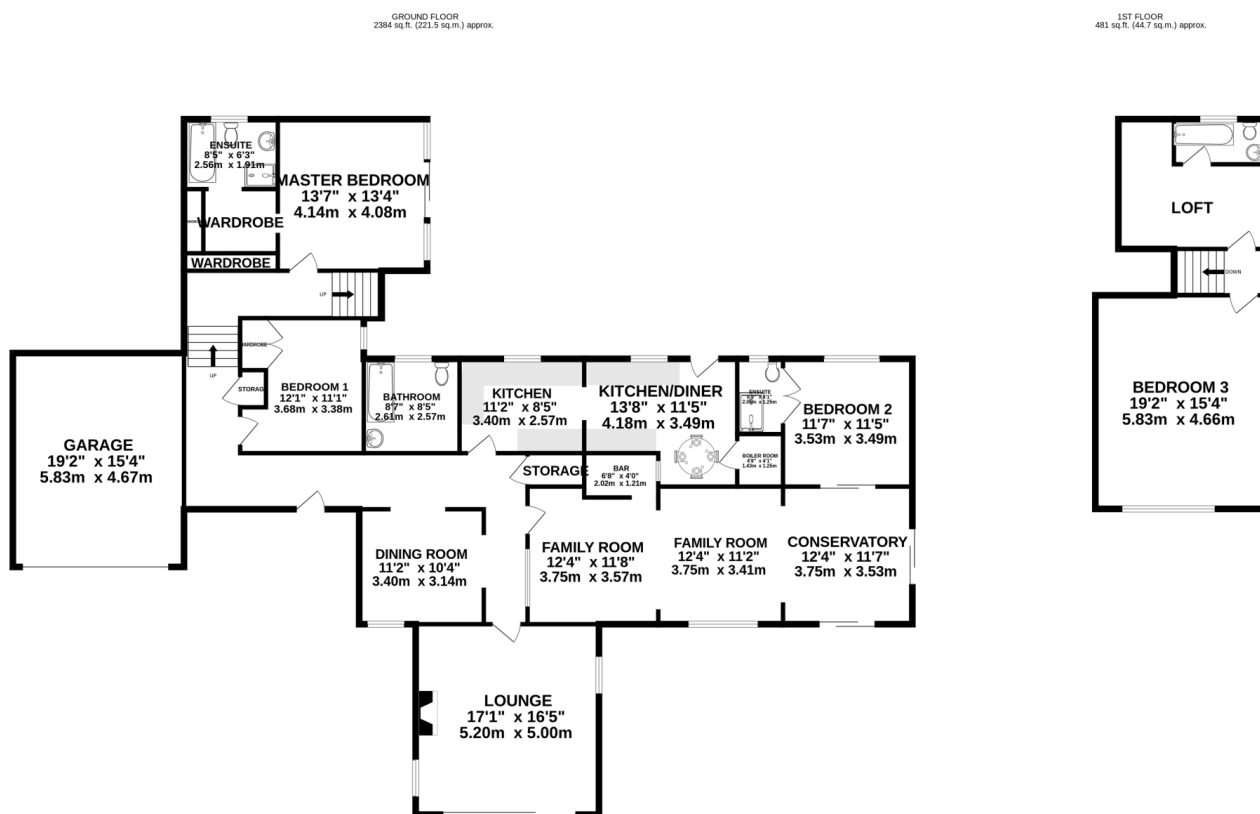 GROUND FLOOR
2384 sq.ft. (221.5 sq.m.) approx.
1ST FLOOR
481 sq.ft. (44.7 sq.m.) approx.
ENSUITE
8'5" x 6'3"
2.56m x 1.91m
MASTER BEDROOM
13'7" x 13'4"
4.14m x 4.08m
WARDROBE
WARDROBE
UP
UP
WARDROBE
STORAG
BEDROOM 1
12'1" x 11'1"
3.68m x 3.38m
BATHROOM
8'7" x 8'5"
2.61m x 2.57m
KITCHEN
11'2" x 8'5"
3.40m x 2.57m
KITCHEN/DINER
13'8" x 11'5"
4.18m x 3.49m
ENSUITE
BEDROOM 2
11'7" x 11'5"
3.53m x 3.49m
BOILER ROOM
4'8" x 4'1"
1.43m x 1.25m
STORAGE
BAR
6'8" x 4'0"
2.02m x 1.21m
GARAGE
19'2" x 15'4"
5.83m x 4.67m
DINING ROOM
11'2" x 10'4"
3.40m x 3.14m
FAMILY ROOM
12'4" x 11'8"
3.75m x 3.57m
FAMILY ROOM
12'4" x 11'2"
3.75m x 3.41m
CONSERVATORY
12'4" x 11'7"
3.75m x 3.53m
LOUNGE
17'1" x 16'5"
5.20m x 5.00m
LOFT
DOWN
BEDROOM 3
19'2" x 15'4"
5.83m x 4.66m